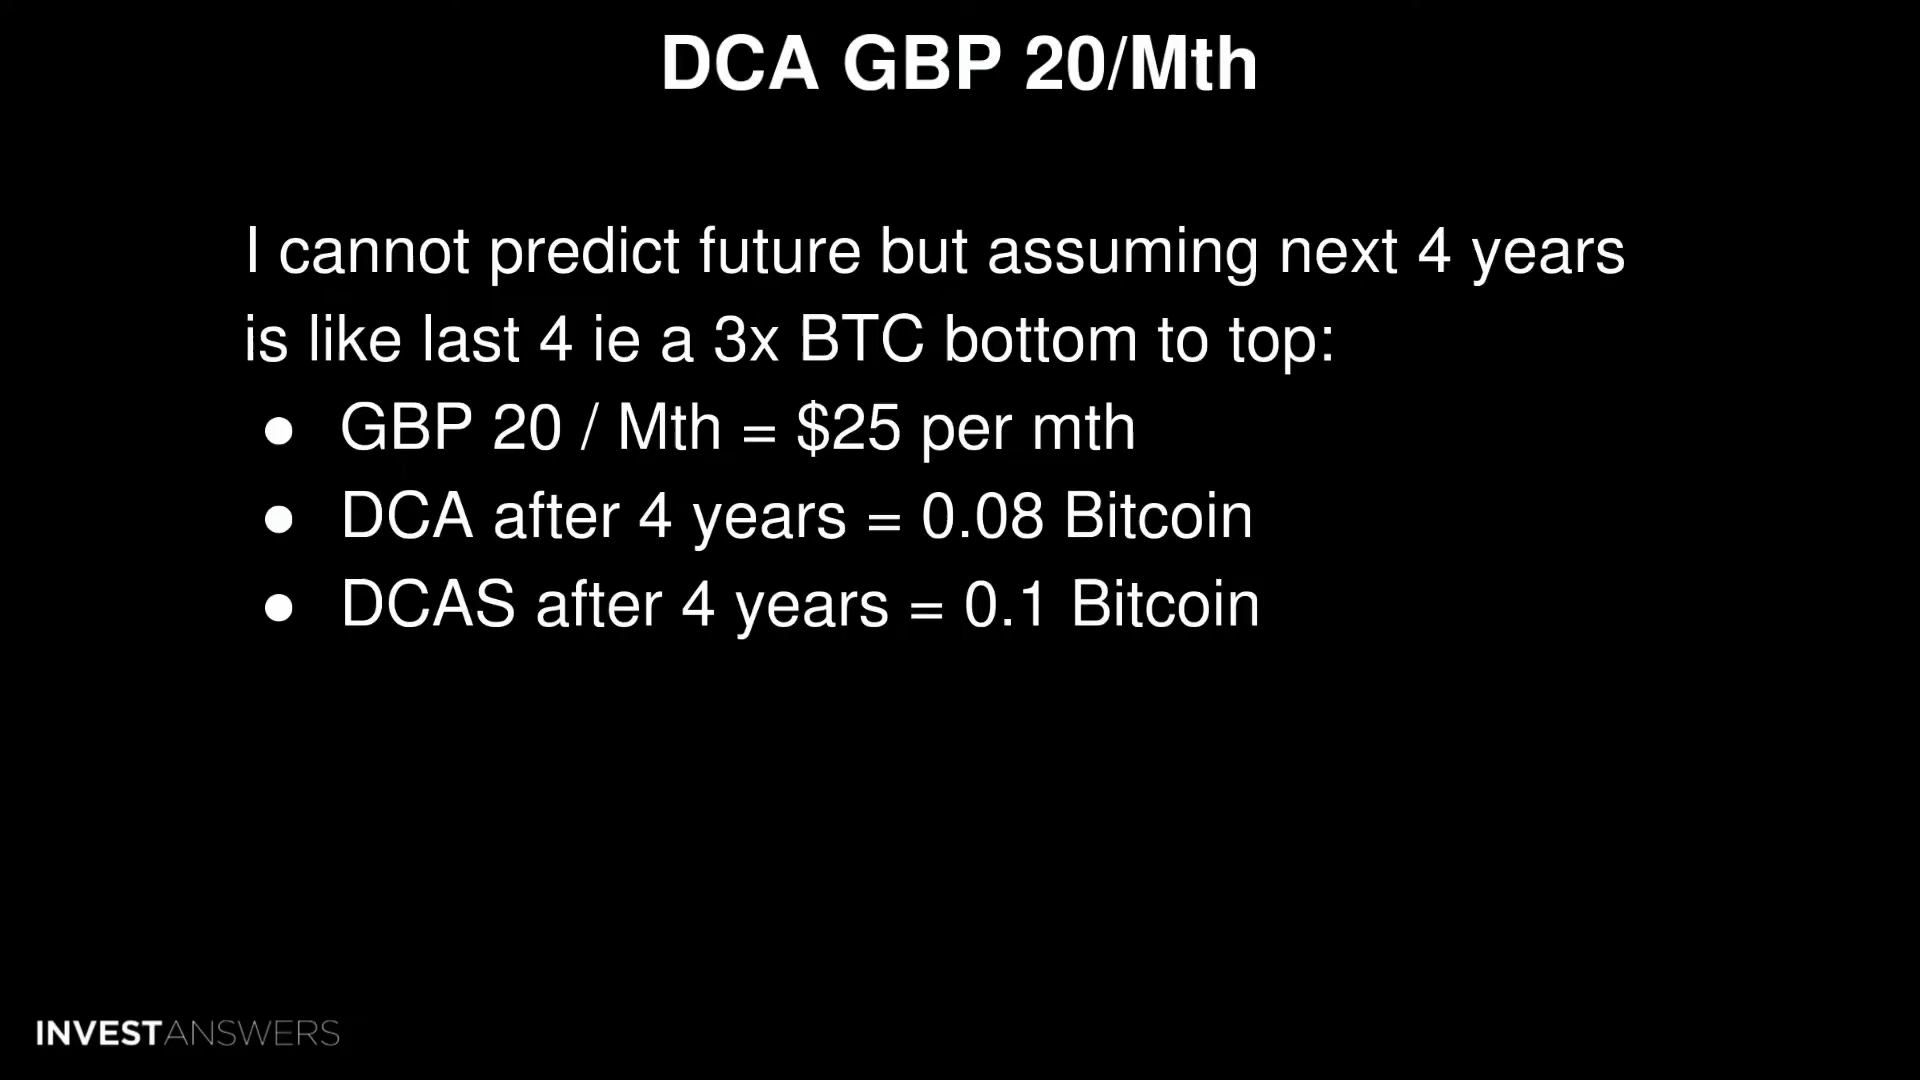 DCA GBP 20/Mth
I cannot predict future but assuming next 4 years
is like last 4 ie a 3x BTC bottom to top:
● GBP 20 / Mth = $25 per mth
● DCA after 4 years = 0.08 Bitcoin
● DCAS after 4 years = 0.1 Bitcoin
INVESTANSWERS